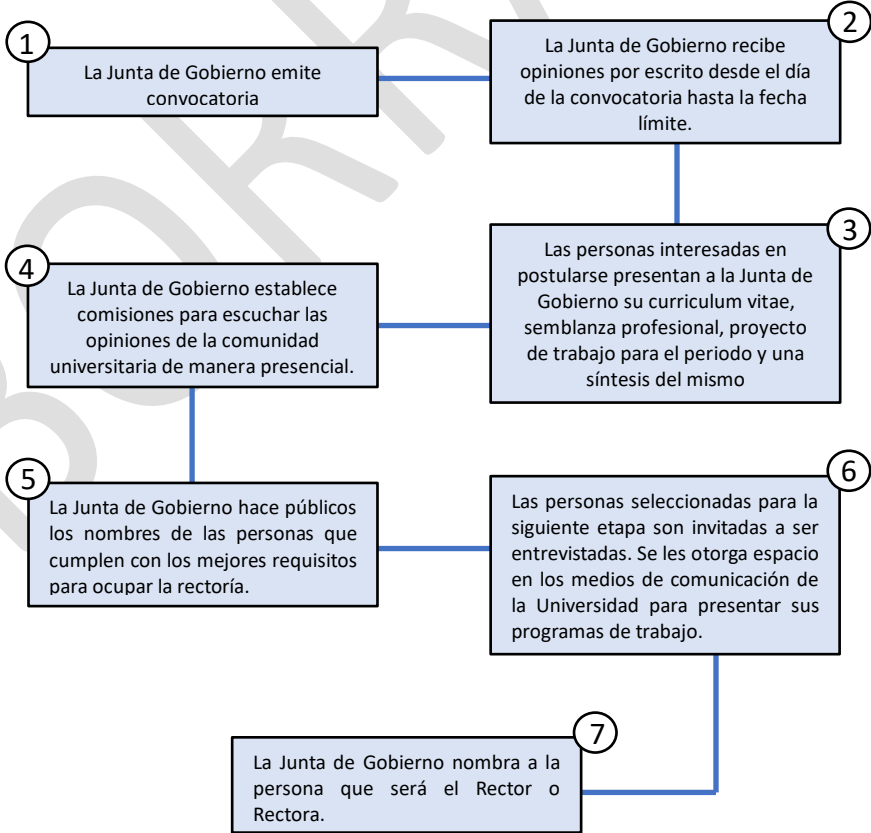 1
La Junta de Gobierno emite
convocatoria
2
La Junta de Gobierno recibe
opiniones por escrito desde el día
de la convocatoria hasta la fecha
límite.
3
Las personas interesadas en
postularse presentan a la Junta de
Gobierno su curriculum vitae,
semblanza profesional, proyecto
de trabajo para el periodo y una
síntesis del mismo
4
La Junta de Gobierno establece
comisiones para escuchar las
opiniones de la comunidad
universitaria de manera presencial.
5
La Junta de Gobierno hace públicos
los nombres de las personas que
cumplen con los mejores requisitos
para ocupar la rectoría.
6
Las personas seleccionadas para la
siguiente etapa son invitadas a ser
entrevistadas. Se les otorga espacio
en los medios de comunicación de
la Universidad para presentar sus
programas de trabajo.
7
La Junta de Gobierno nombra a la
persona que será el Rector o
Rectora.